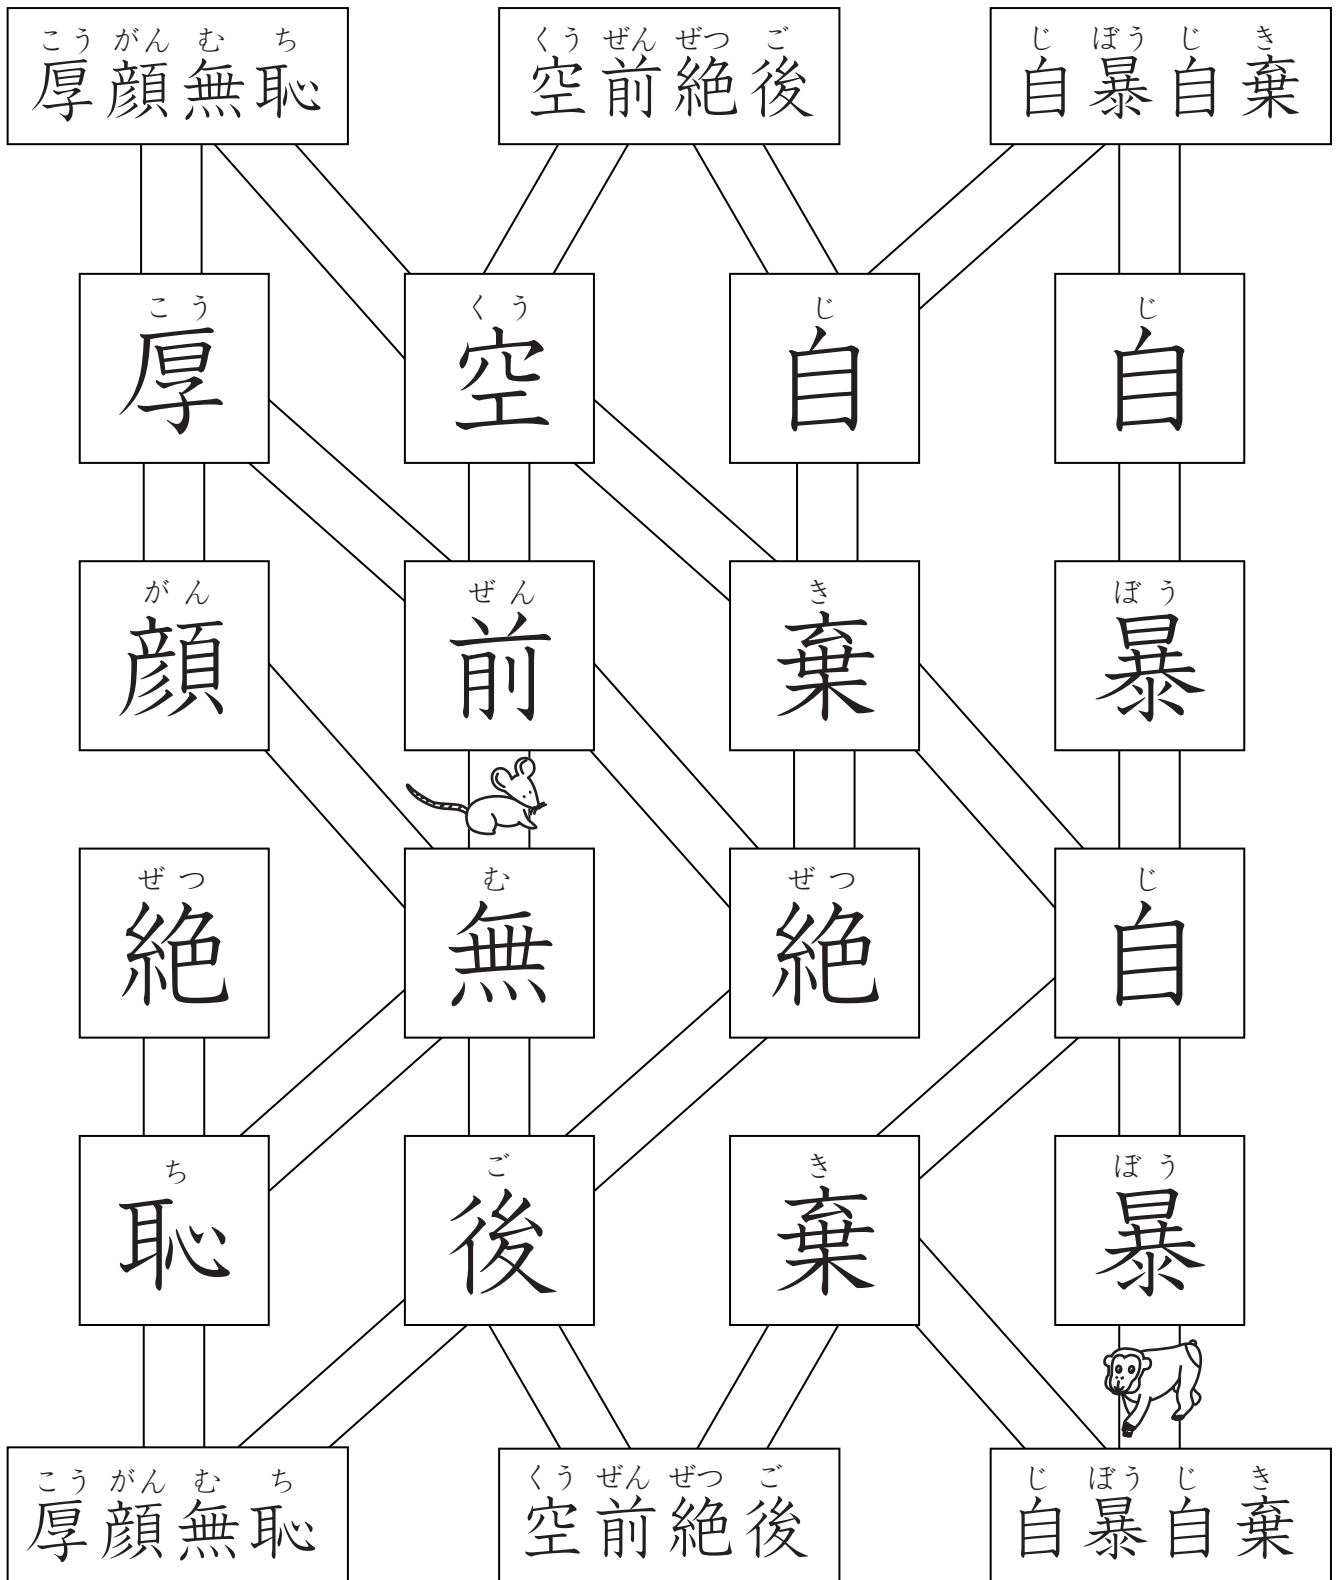 こう がん む ち　くう ぜん ぜつ ご　じ ぼう じ き
厚顔無恥　空前絶後　自暴自棄
こう　くう　じ　じ
厚　空　自　自
がん　ぜん　き　ぼう
顔　前　棄　暴
ぜつ　む　ぜつ　じ
絶　無　絶　自
ち　ご　き　ぼう
恥　後　棄　暴
こう がん む ち　くう ぜん ぜつ ご　じ ぼう じ き
厚顔無恥　空前絶後　自暴自棄